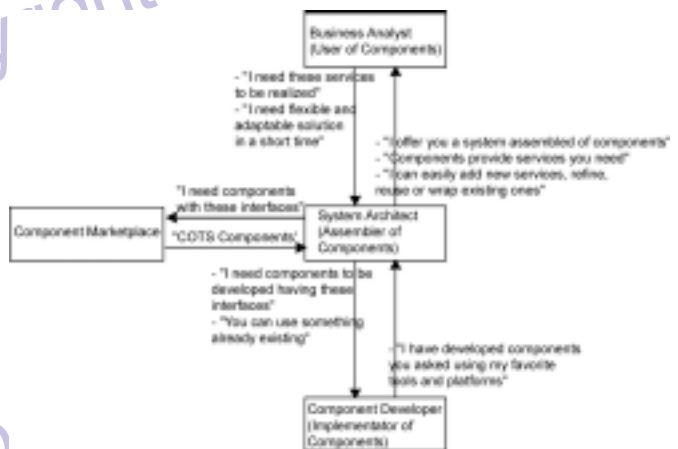 Business Analyst
(User of Components)
- "I need these services
to be realized"
- "I need flexible and
adaptable solution
in a short time"
- "I offer you a system assembled of components"
- "Components provide services you need"
- "I can easily add new services, refine,
reuse or wrap existing ones"
"I need components
with these interfaces"
Component Marketplace
"COTS Components"
System Architect
(Assembler of
Components)
- "I need components to be
developed having these
interfaces"
- "You can use something
already existing"
- "I have developed components
you asked using my favorite
tools and platforms"
Component Developer
(Implementator of
Components)